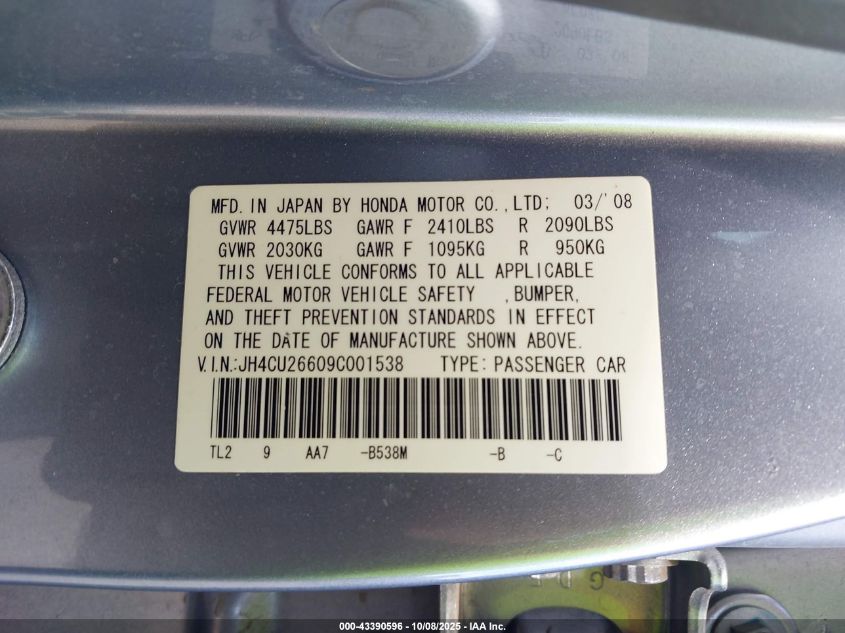 MFD. IN JAPAN BY HONDA MOTOR CO.,LTD; 03/'08
GVWR 4475LBS GAWR F 2410LBS R 2090LBS
GVWR 2030KG GAWR F 1095KG R 950KG
THIS VEHICLE CONFORMS TO ALL APPLICABLE
FEDERAL MOTOR VEHICLE SAFETY ,BUMPER,
AND THEFT PREVENTION STANDARDS IN EFFECT
ON THE DATE OF MANUFACTURE SHOWN ABOVE.
V.I.N.:JH4CU26609C001538 TYPE: PASSENGER CAR
TL2 9 AA7 -B538M -B -C
000-43390596 - 10/08/2025 - IAA Inc.